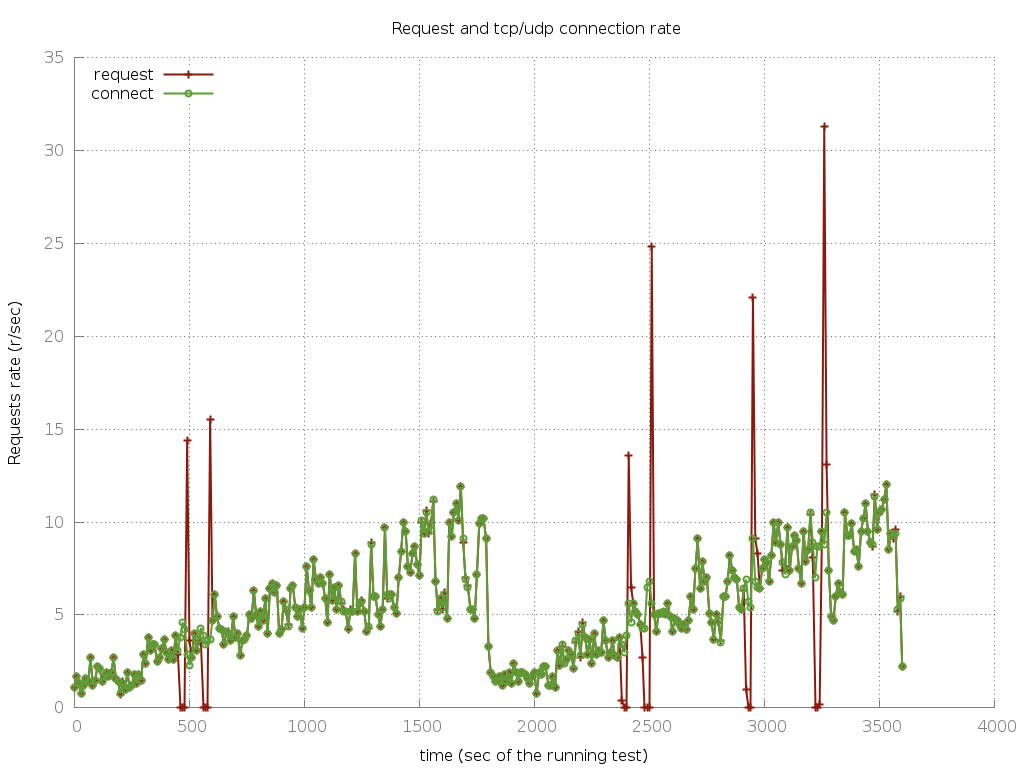 Request and tcp/udp connection rate
35
30
25
20
15
10
5
0
request
connect
Requests rate (r/sec)
0 500 1000 1500 2000 2500 3000 3500 4000
time (sec of the running test)